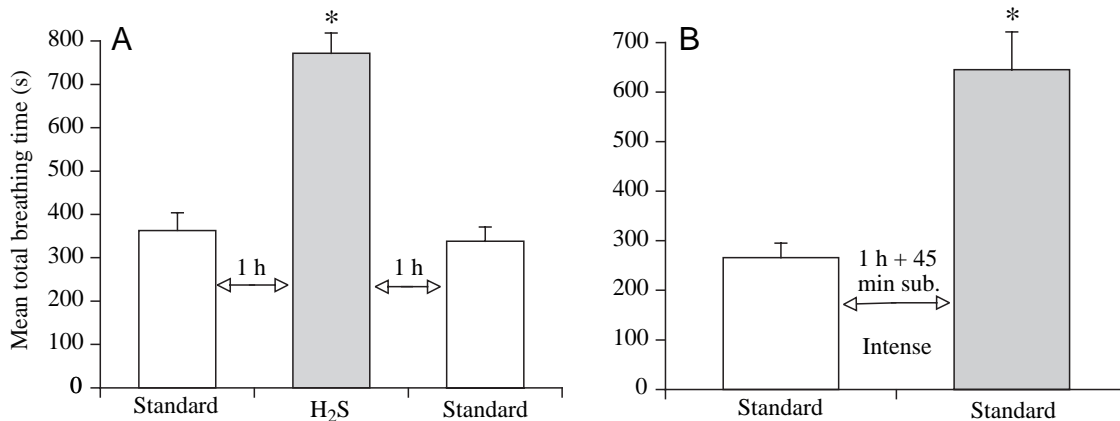 A
Mean total breathing time (s)
800
700
600
500
400
300
200
100
0
*
1 h
1 h
Standard
H₂S
Standard
B
700
600
500
400
300
200
100
0
*
1 h + 45
min sub.
Intense
Standard
Standard